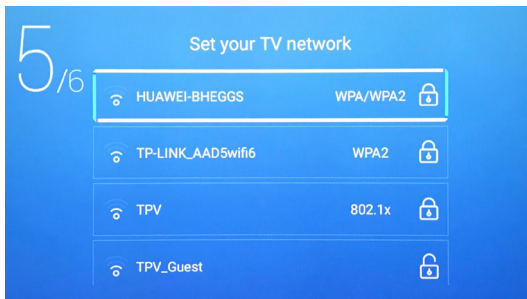 5/6
Set your TV network
HUAWEI-BHEGGS WPA/WPA2
TP-LINK_AAD5wifi6 WPA2
TPV 802.1x
TPV_Guest